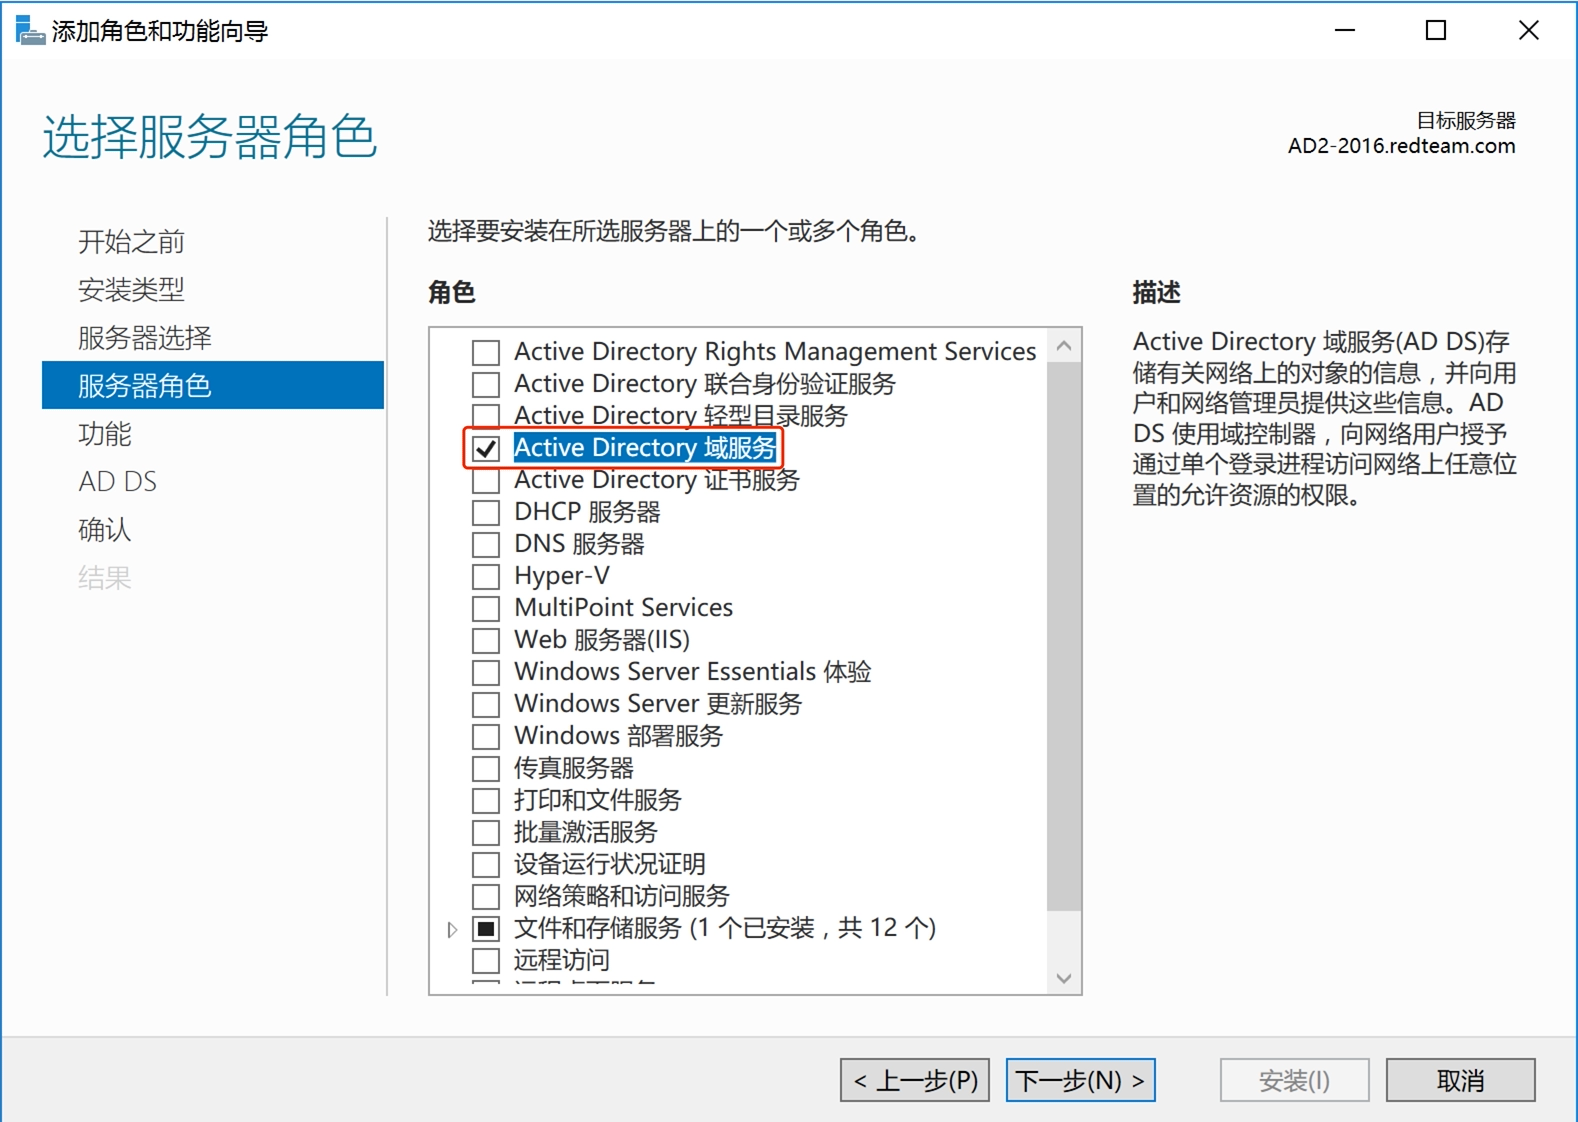 添加角色和功能向导
选择服务器角色
目标服务器
AD2-2016.redteam.com
开始之前
安装类型
服务器选择
服务器角色
功能
AD DS
确认
结果
选择要安装在所选服务器上的一个或多个角色。
角色
Active Directory Rights Management Services
Active Directory 联合身份验证服务
Active Directory 轻型目录服务
Active Directory 域服务
Active Directory 证书服务
DHCP 服务器
DNS 服务器
Hyper-V
MultiPoint Services
Web 服务器(IIS)
Windows Server Essentials 体验
Windows Server 更新服务
Windows 部署服务
传真服务器
打印和文件服务
批量激活服务
设备运行状况证明
网络策略和访问服务
文件和存储服务 (1 个已安装，共 12 个)
远程访问
描述
Active Directory 域服务(AD DS)存
储有关网络上的对象的信息，并向用
户和网络管理员提供这些信息。AD
DS 使用域控制器，向网络用户授予
通过单个登录进程访问网络上任意位
置的允许资源的权限。
< 上一步(P)
下一步(N) >
安装(I)
取消